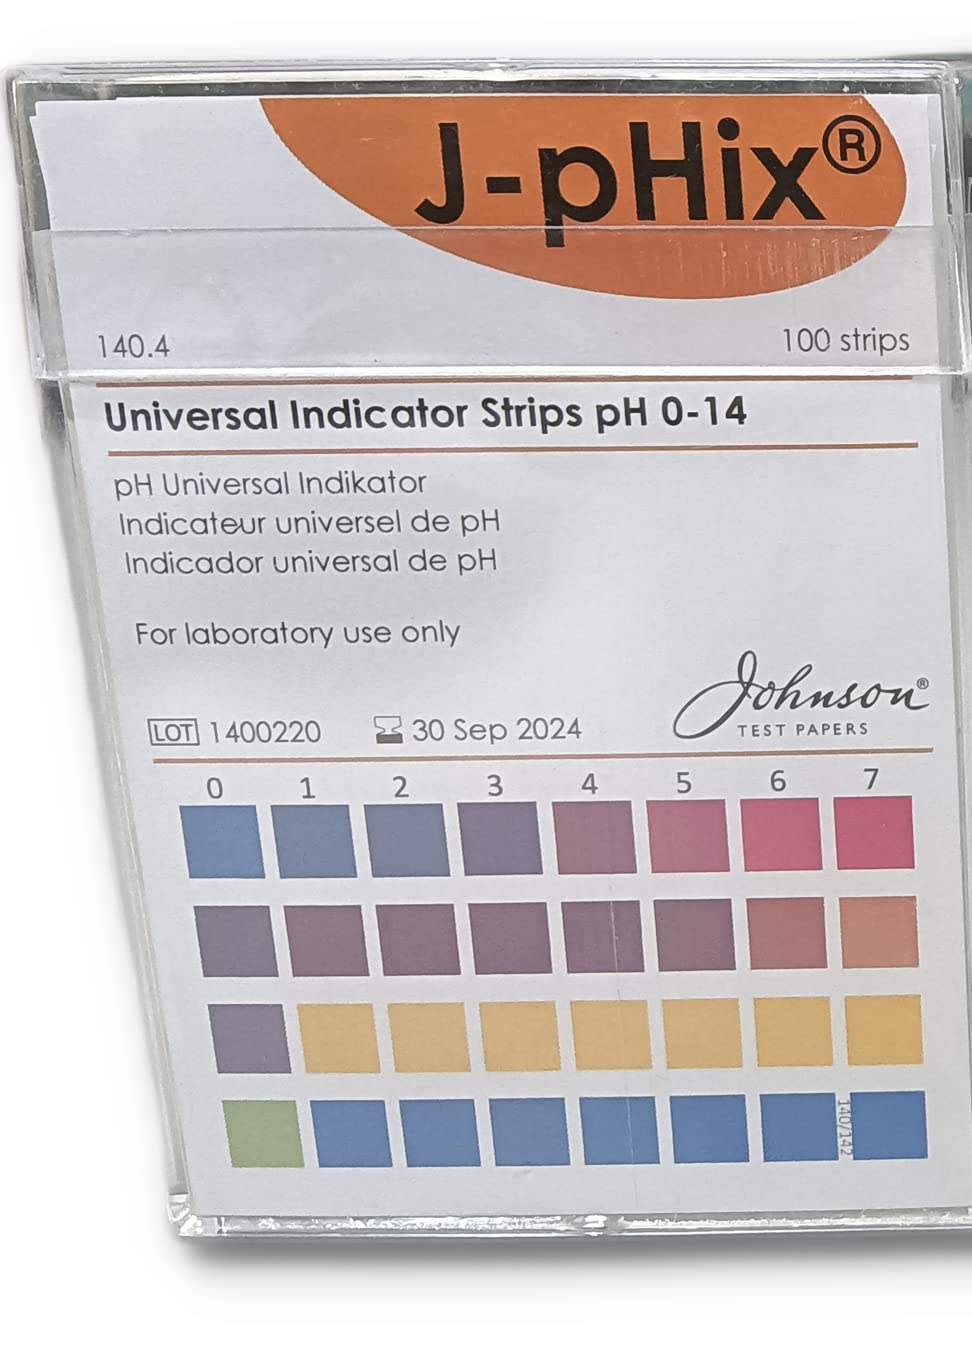 J-pHix®
140.4 100 strips
Universal Indicator Strips pH 0-14
pH Universal Indikator
Indicateur universel de pH
Indicador universal de pH
For laboratory use only
Johnson®
TEST PAPERS
LOT 1400220 30 Sep 2024
0 1 2 3 4 5 6 7
140/142